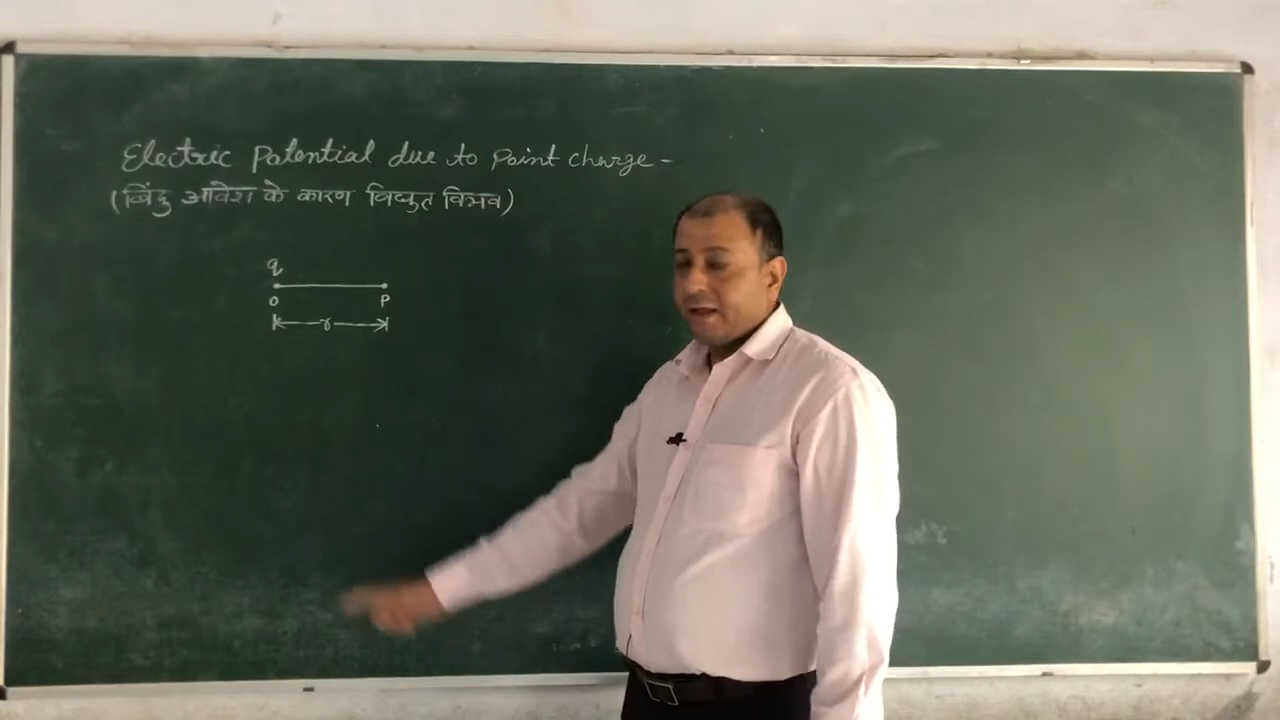 Electric Potential due to Point charge -
(बिंदु आवेश के कारण विद्युत विभव)
q
O P
r